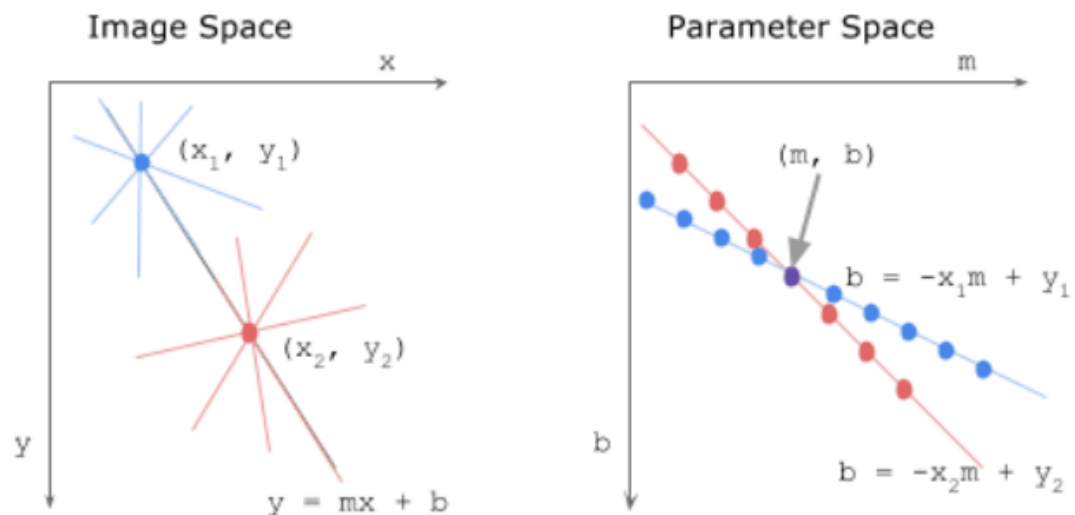 Image Space
Parameter Space
x
(x₁, y₁)
(x₂, y₂)
y
y = mx + b
m
(m, b)
b = -x₁m + y₁
b
b = -x₂m + y₂